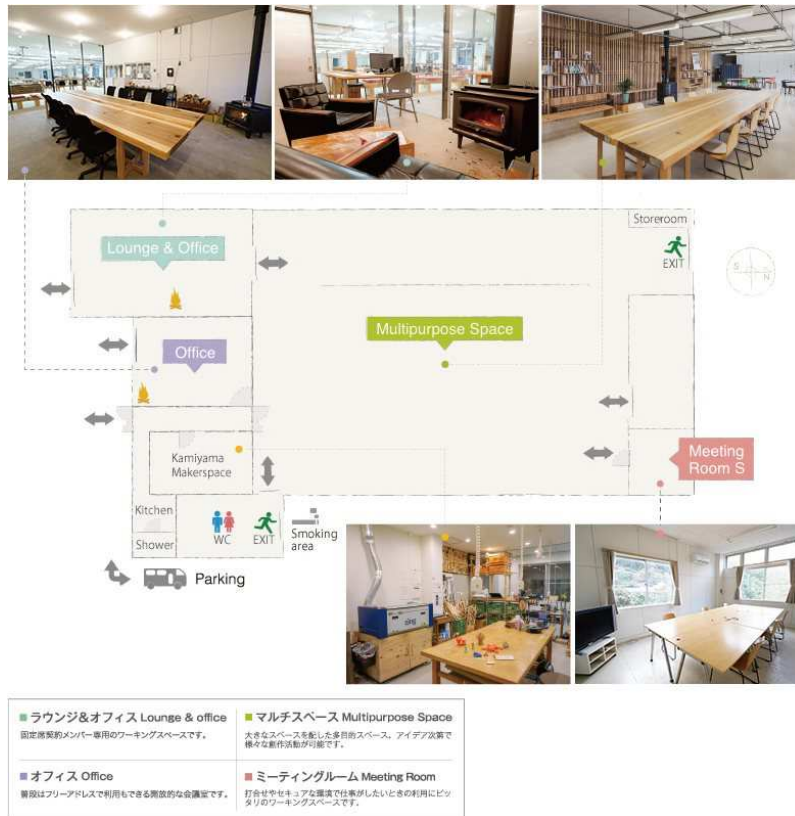 Storeroom
Lounge & Office
EXIT
S
N
Multipurpose Space
Office
Kamiyama
Makerspace
Meeting
Room S
Kitchen
WC
EXIT
Smoking
area
Shower
Parking
ラウンジ&オフィス Lounge & office
固定席契約メンバー専用のワーキングスペースです。
マルチスペース Multipurpose Space
大きなスペースを配した多目的スペース。アイデア次第で
様々な創作活動が可能です。
オフィス Office
普段はフリーアドレスで利用もできる開放的な会議室です。
ミーティングルーム Meeting Room
打合せやセキュアな環境で仕事がしたいときの利用にピッ
タリのワーキングスペースです。